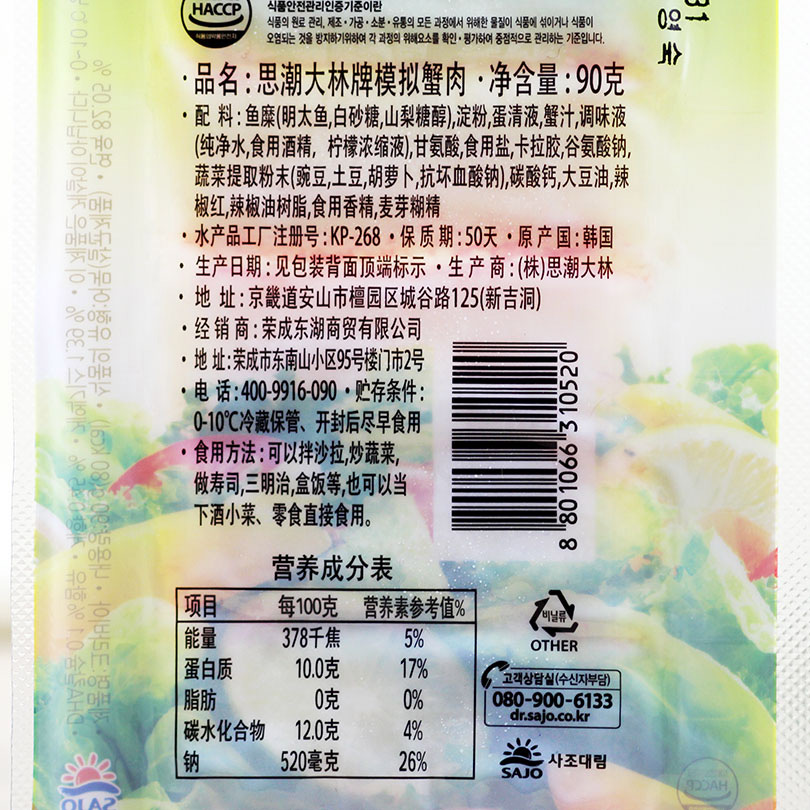 HACCP
식품안전관리인증기준이란
식품의 원료 관리, 제조·가공·소분·유통의 모든 과정에서 위해한 물질이 식품에 섞이거나 식품이
오염되는 것을 방지하기위하여 각 과정의 위해요소를 확인·평가하여 중점적으로 관리하는 기준입니다.
·品名:思潮大林牌模拟蟹肉 ·净含量:90克
·配 料:鱼糜(明太鱼,白砂糖,山梨糖醇),淀粉,蛋清液,蟹汁,调味液
(纯净水,食用酒精, 柠檬浓缩液),甘氨酸,食用盐,卡拉胶,谷氨酸钠,
蔬菜提取粉末(豌豆,土豆,胡萝卜,抗坏血酸钠),碳酸钙,大豆油,辣
椒红,辣椒油树脂,食用香精,麦芽糊精
·水产品工厂注册号:KP-268 ·保质期:50天 ·原产国:韩国
·生产日期:见包装背面顶端标示 ·生产商:(株)思潮大林
·地 址:京畿道安山市檀园区城谷路125(新吉洞)
·经销商:荣成东湖商贸有限公司
·地 址:荣成市东南山小区95号楼门市2号
·电 话:400-9916-090 ·贮存条件:
0-10℃冷藏保管、开封后尽早食用
·食用方法:可以拌沙拉,炒蔬菜,
做寿司,三明治,盒饭等,也可以当
下酒小菜、零食直接食用。
8 801066 310520
营养成分表
项目 每100克 营养素参考值%
能量 378千焦 5%
蛋白质 10.0克 17%
脂肪 0克 0%
碳水化合物 12.0克 4%
钠 520毫克 26%
비닐류
OTHER
고객상담실(수신자부담)
080-900-6133
dr.sajo.co.kr
SAJO 사조대림
SAJO
HACCP